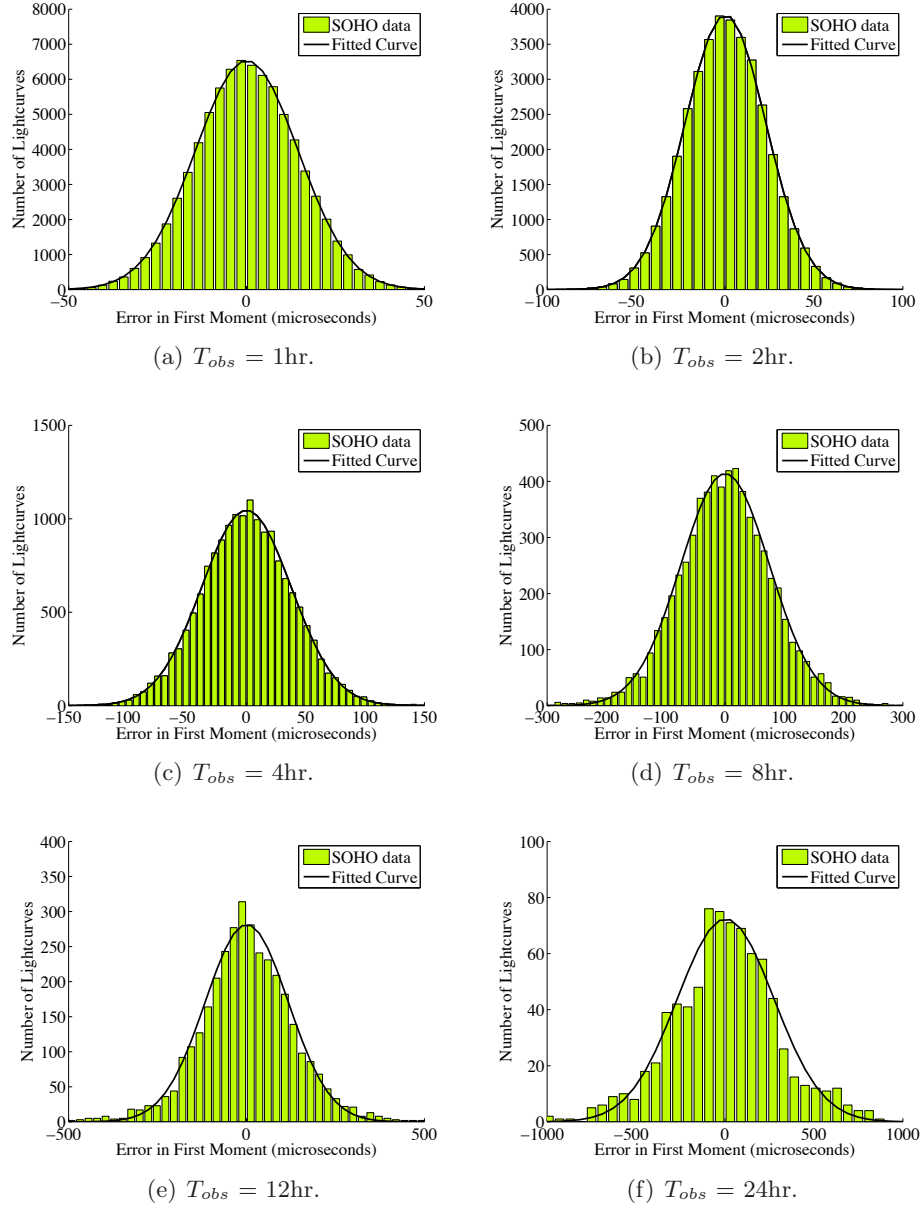 8000
7000
6000
5000
4000
3000
2000
1000
0
Number of Lightcurves
SOHO data
Fitted Curve
−50 0 50
Error in First Moment (microseconds)
(a) T_obs = 1hr.
4000
3500
3000
2500
2000
1500
1000
500
0
Number of Lightcurves
SOHO data
Fitted Curve
−100 −50 0 50 100
Error in First Moment (microseconds)
(b) T_obs = 2hr.
1500
1000
500
0
Number of Lightcurves
SOHO data
Fitted Curve
−150 −100 −50 0 50 100 150
Error in First Moment (microseconds)
(c) T_obs = 4hr.
500
400
300
200
100
0
Number of Lightcurves
SOHO data
Fitted Curve
−300 −200 −100 0 100 200 300
Error in First Moment (microseconds)
(d) T_obs = 8hr.
400
350
300
250
200
150
100
50
0
Number of Lightcurves
SOHO data
Fitted Curve
−500 0 500
Error in First Moment (microseconds)
(e) T_obs = 12hr.
100
80
60
40
20
0
Number of Lightcurves
SOHO data
Fitted Curve
−1000 −500 0 500 1000
Error in First Moment (microseconds)
(f) T_obs = 24hr.